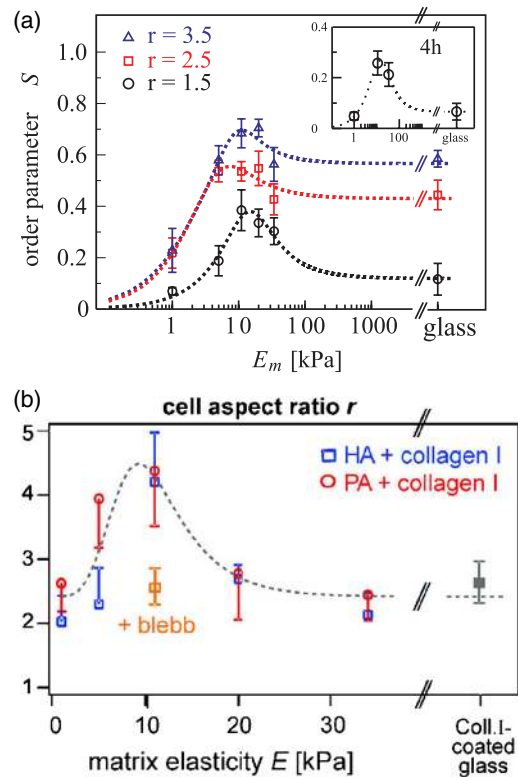 (a)
r = 3.5
r = 2.5
r = 1.5
4h
0.4
0.2
0
1
100
glass
order parameter S
1.0
0.8
0.6
0.4
0.2
0.0
1
10
100
1000
glass
E_m [kPa]
(b)
cell aspect ratio r
HA + collagen I
PA + collagen I
+ blebb
5
4
3
2
1
0
10
20
30
Coll.I-
coated
glass
matrix elasticity E [kPa]